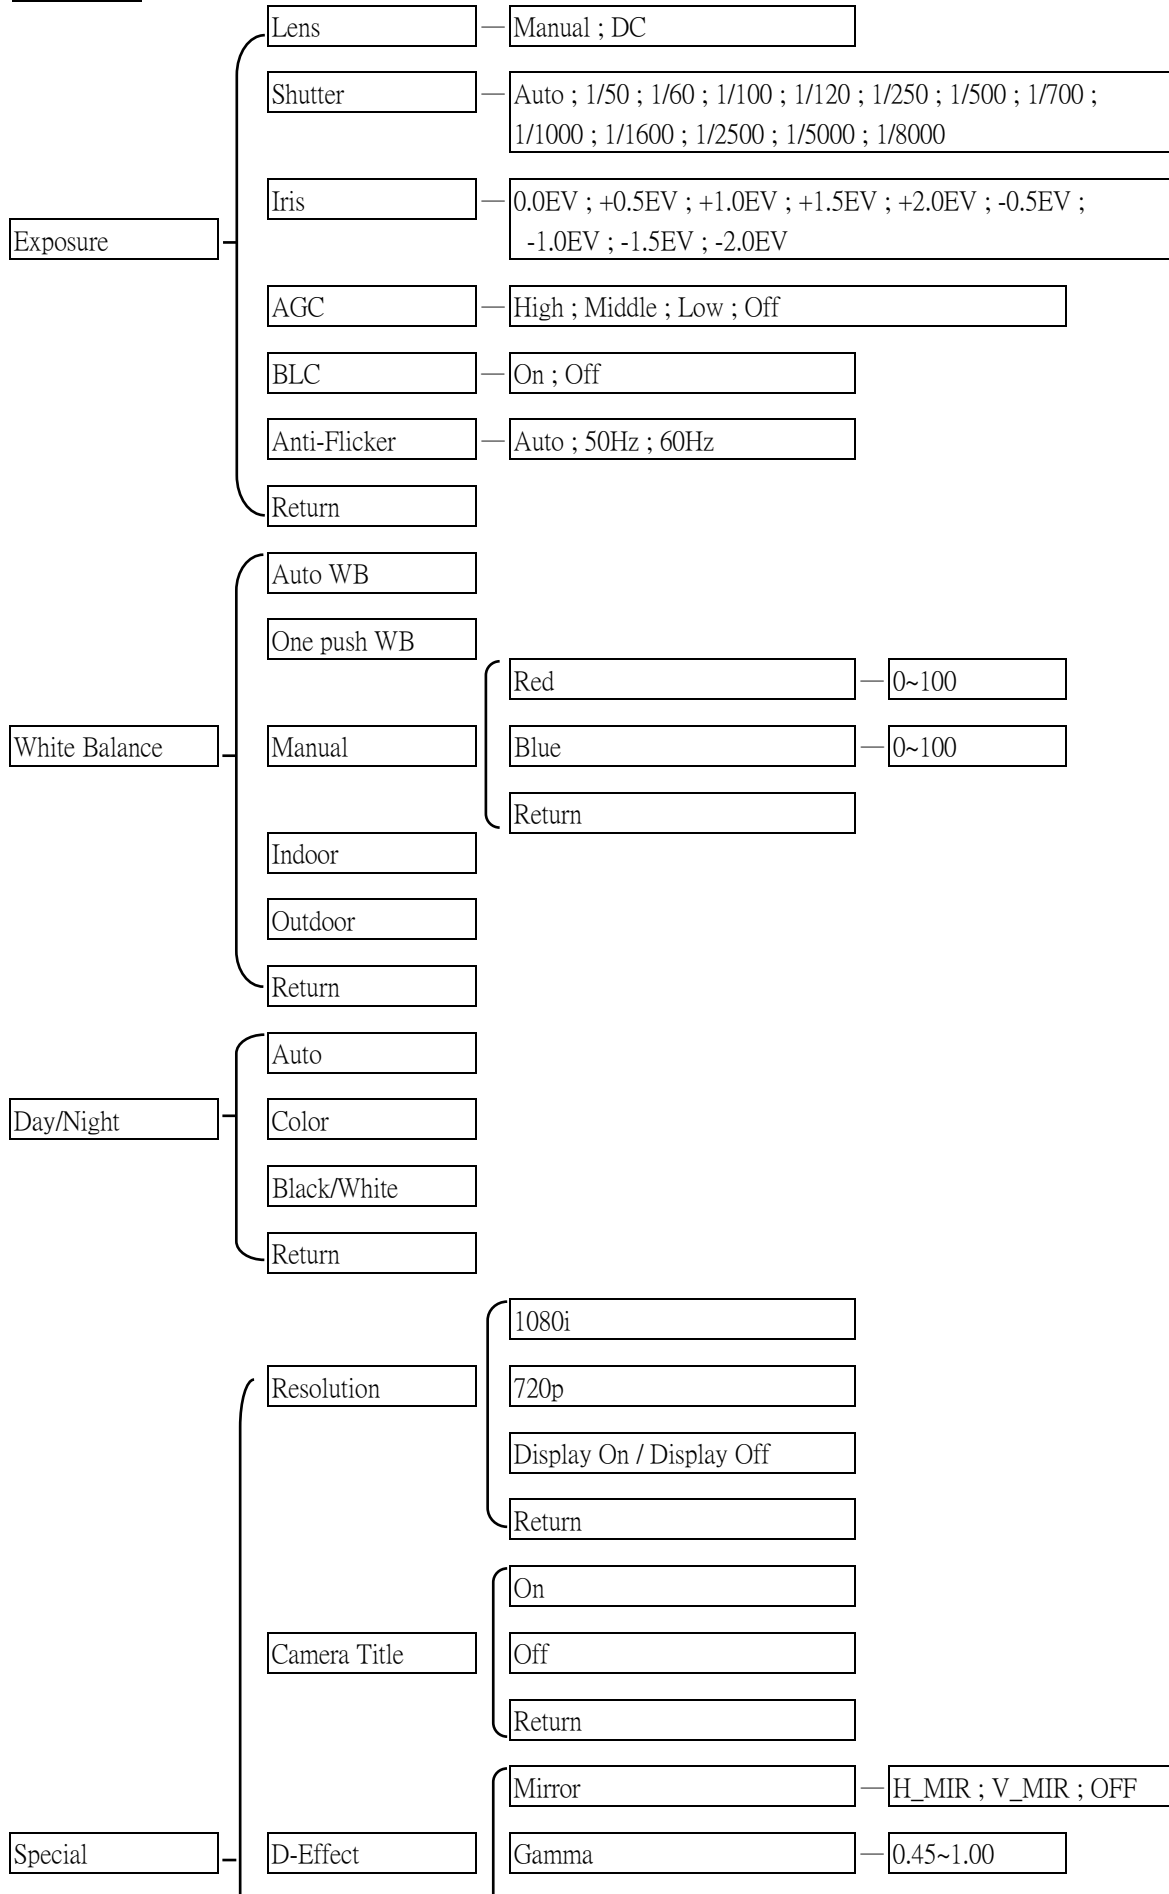 Lens
Manual ; DC
Shutter
Auto ; 1/50 ; 1/60 ; 1/100 ; 1/120 ; 1/250 ; 1/500 ; 1/700 ;
1/1000 ; 1/1600 ; 1/2500 ; 1/5000 ; 1/8000
Iris
0.0EV ; +0.5EV ; +1.0EV ; +1.5EV ; +2.0EV ; -0.5EV ;
-1.0EV ; -1.5EV ; -2.0EV
Exposure
AGC
High ; Middle ; Low ; Off
BLC
On ; Off
Anti-Flicker
Auto ; 50Hz ; 60Hz
Return
Auto WB
One push WB
Red
0~100
White Balance
Manual
Blue
0~100
Return
Indoor
Outdoor
Return
Auto
Day/Night
Color
Black/White
Return
1080i
Resolution
720p
Display On / Display Off
Return
On
Camera Title
Off
Return
Mirror
H_MIR ; V_MIR ; OFF
Special
D-Effect
Gamma
0.45~1.00